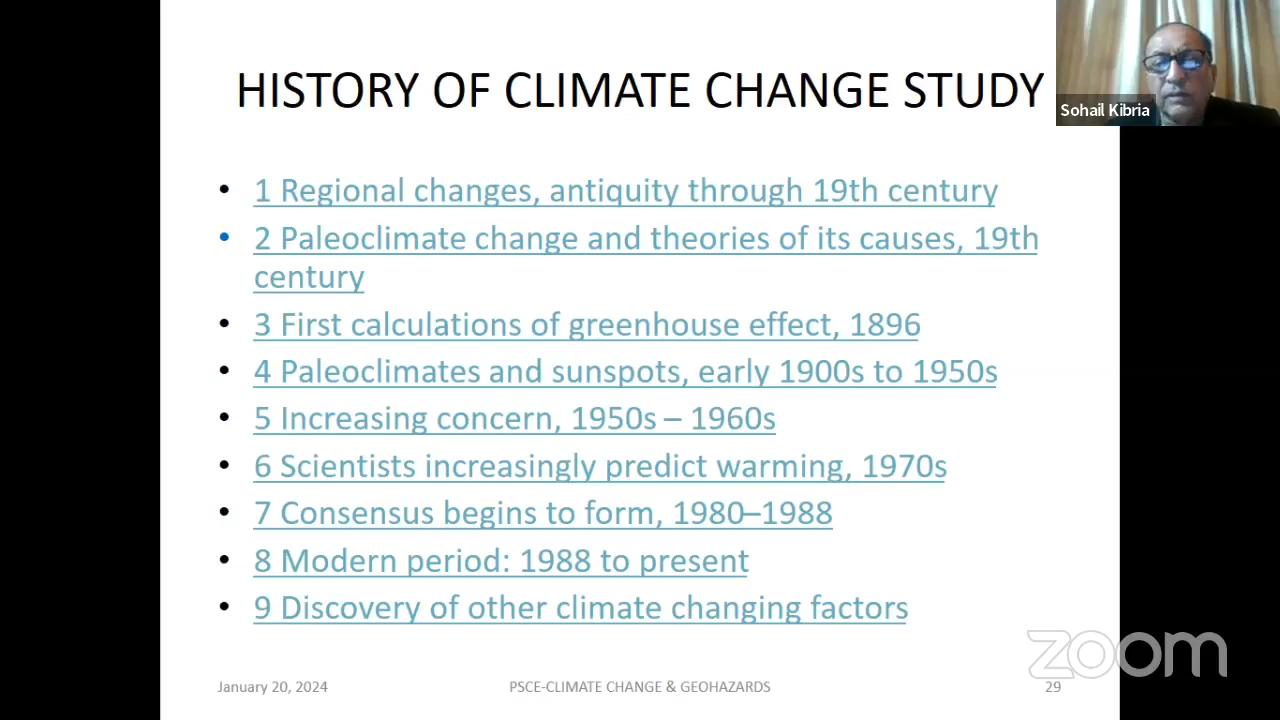 HISTORY OF CLIMATE CHANGE STUDY
Sohail Kibria
• 1 Regional changes, antiquity through 19th century
• 2 Paleoclimate change and theories of its causes, 19th
century
• 3 First calculations of greenhouse effect, 1896
• 4 Paleoclimates and sunspots, early 1900s to 1950s
• 5 Increasing concern, 1950s – 1960s
• 6 Scientists increasingly predict warming, 1970s
• 7 Consensus begins to form, 1980–1988
• 8 Modern period: 1988 to present
• 9 Discovery of other climate changing factors
zoom
January 20, 2024 PSCE-CLIMATE CHANGE & GEOHAZARDS 29